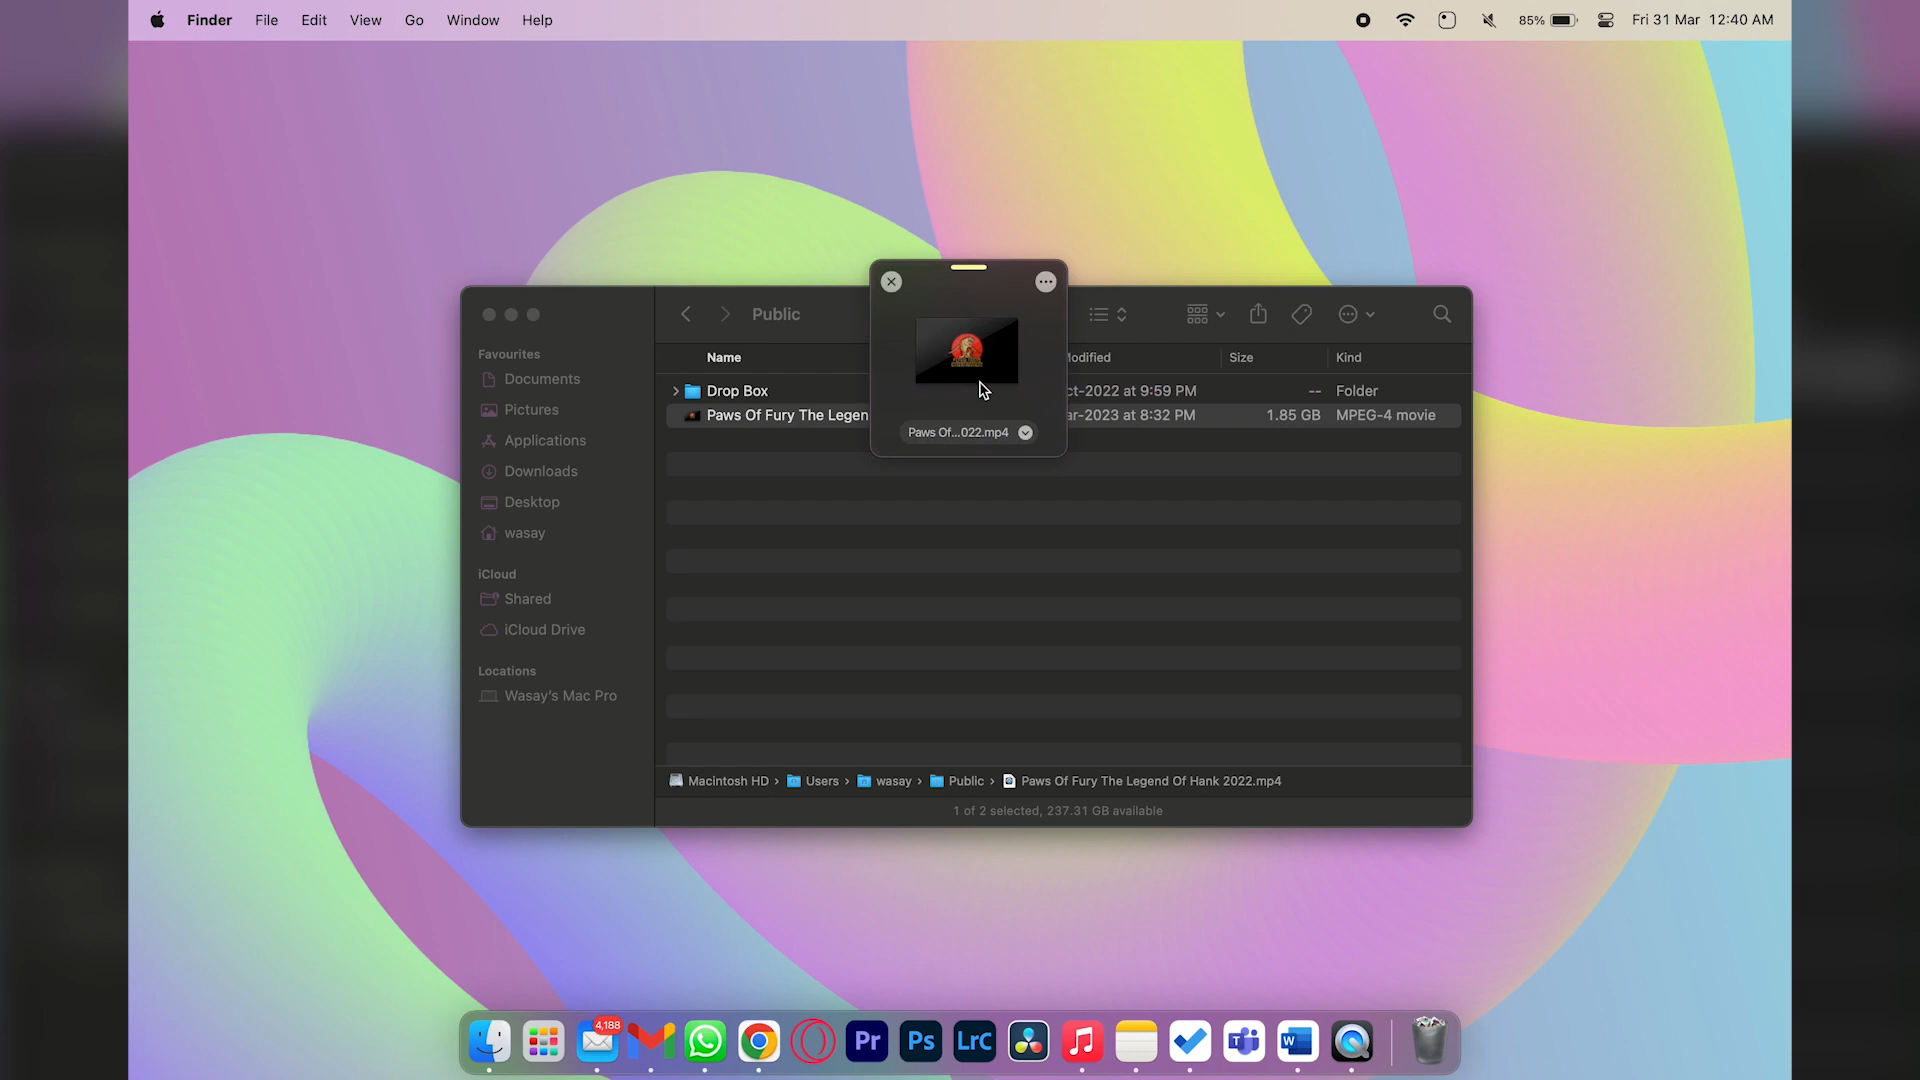 Finder File Edit View Go Window Help 85% Fri 31 Mar 12:40 AM
Public
Favourites
Documents
Pictures
Applications
Downloads
Desktop
wasay
iCloud
Shared
iCloud Drive
Locations
Wasay's Mac Pro
Name Modified Size Kind
Drop Box ct-2022 at 9:59 PM -- Folder
Paws Of Fury The Legen ar-2023 at 8:32 PM 1.85 GB MPEG-4 movie
Paws Of...022.mp4
Macintosh HD › Users › wasay › Public › Paws Of Fury The Legend Of Hank 2022.mp4
1 of 2 selected, 237.31 GB available
4,188
Pr Ps LrC T W